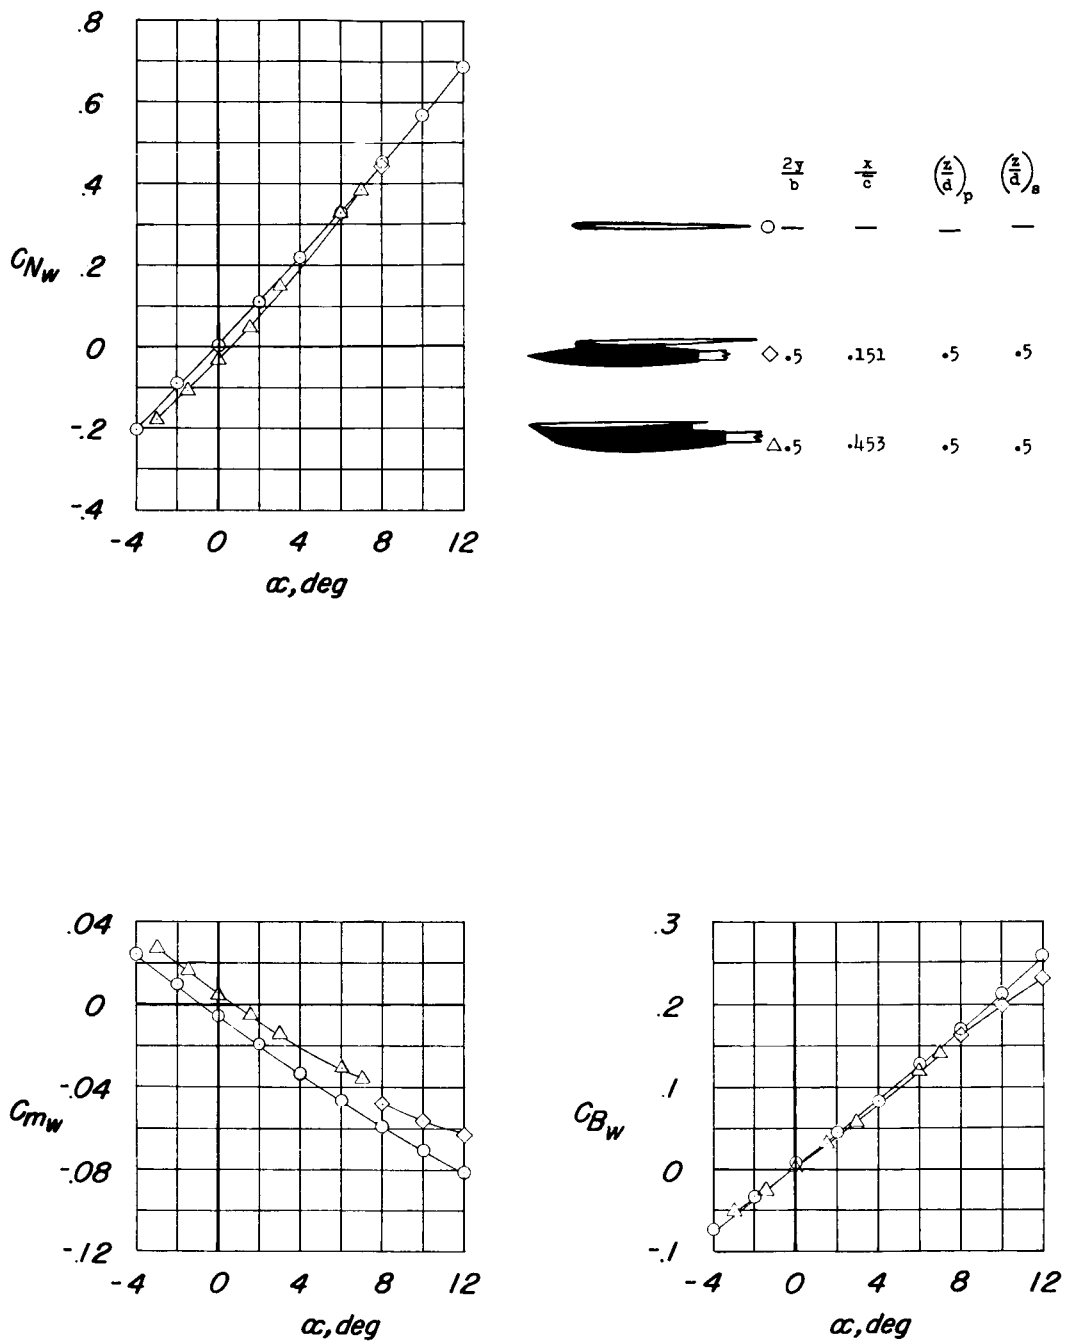 .8
.6
.4
.2
0
-.2
-.4
C_{N_w}
-4 0 4 8 12
α, deg
2y/b x/c (z/d)_p (z/d)_s
○ — — — —
◇ .5 .151 .5 .5
△ .5 .453 .5 .5
.04
0
-.04
-.08
-.12
C_{m_w}
-4 0 4 8 12
α, deg
.3
.2
.1
0
-.1
C_{B_w}
-4 0 4 8 12
α, deg